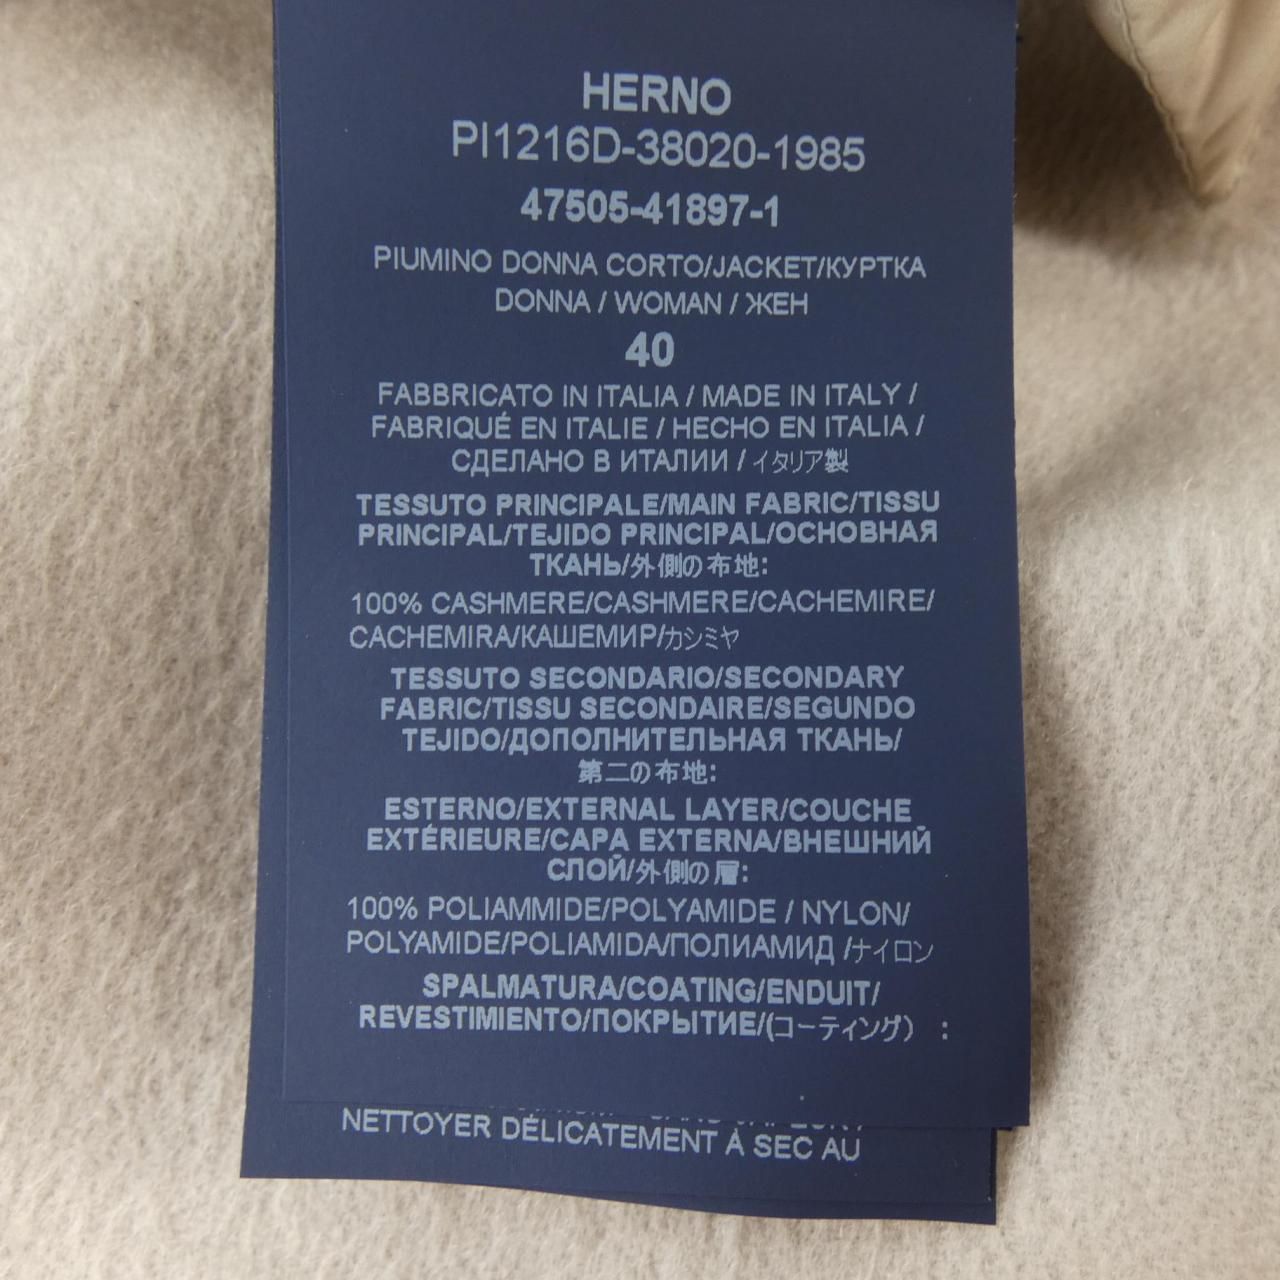 HERNO
PI1216D-38020-1985
47505-41897-1
PIUMINO DONNA CORTO/JACKET/КУРТКА
DONNA / WOMAN / ЖЕН
40
FABBRICATO IN ITALIA / MADE IN ITALY /
FABRIQUÉ EN ITALIE / HECHO EN ITALIA /
СДЕЛАНО В ИТАЛИИ / イタリア製
TESSUTO PRINCIPALE/MAIN FABRIC/TISSU
PRINCIPAL/TEJIDO PRINCIPAL/ОСНОВНАЯ
ТКАНЬ/外側の布地:
100% CASHMERE/CASHMERE/CACHEMIRE/
CACHEMIRA/КАШЕМИР/カシミヤ
TESSUTO SECONDARIO/SECONDARY
FABRIC/TISSU SECONDAIRE/SEGUNDO
TEJIDO/ДОПОЛНИТЕЛЬНАЯ ТКАНЬ/
第二の布地:
ESTERNO/EXTERNAL LAYER/COUCHE
EXTÉRIEURE/CAPA EXTERNA/ВНЕШНИЙ
СЛОЙ/外側の層:
100% POLIAMMIDE/POLYAMIDE / NYLON/
POLYAMIDE/POLIAMIDA/ПОЛИАМИД /ナイロン
SPALMATURA/COATING/ENDUIT/
REVESTIMIENTO/ПОКРЫТИЕ/(コーティング) :
NETTOYER DÉLICATEMENT À SEC AU